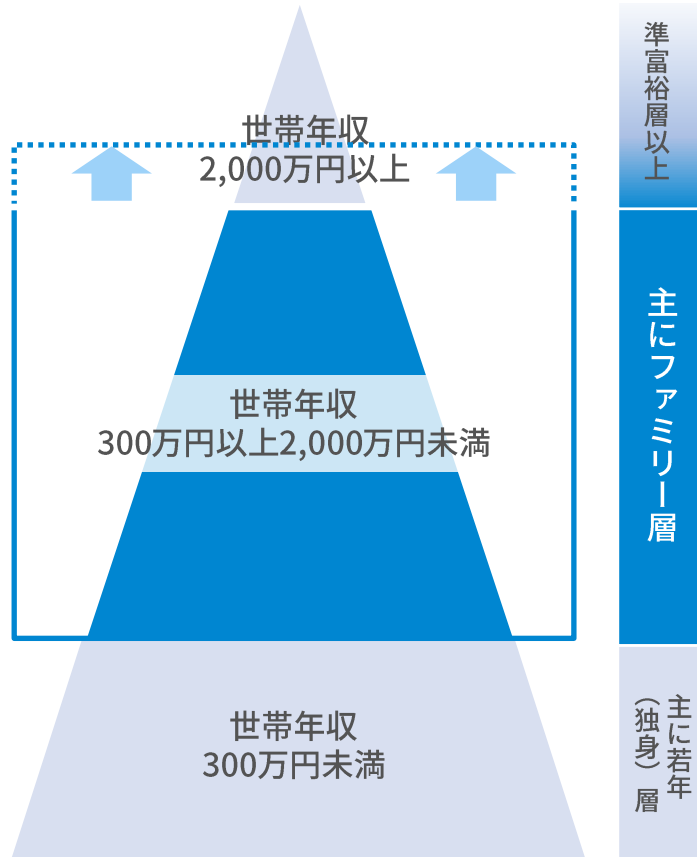 世帯年収
2,000万円以上
準富裕層以上
世帯年収
300万円以上2,000万円未満
主にファミリー層
世帯年収
300万円未満
主に若年
（独身）層